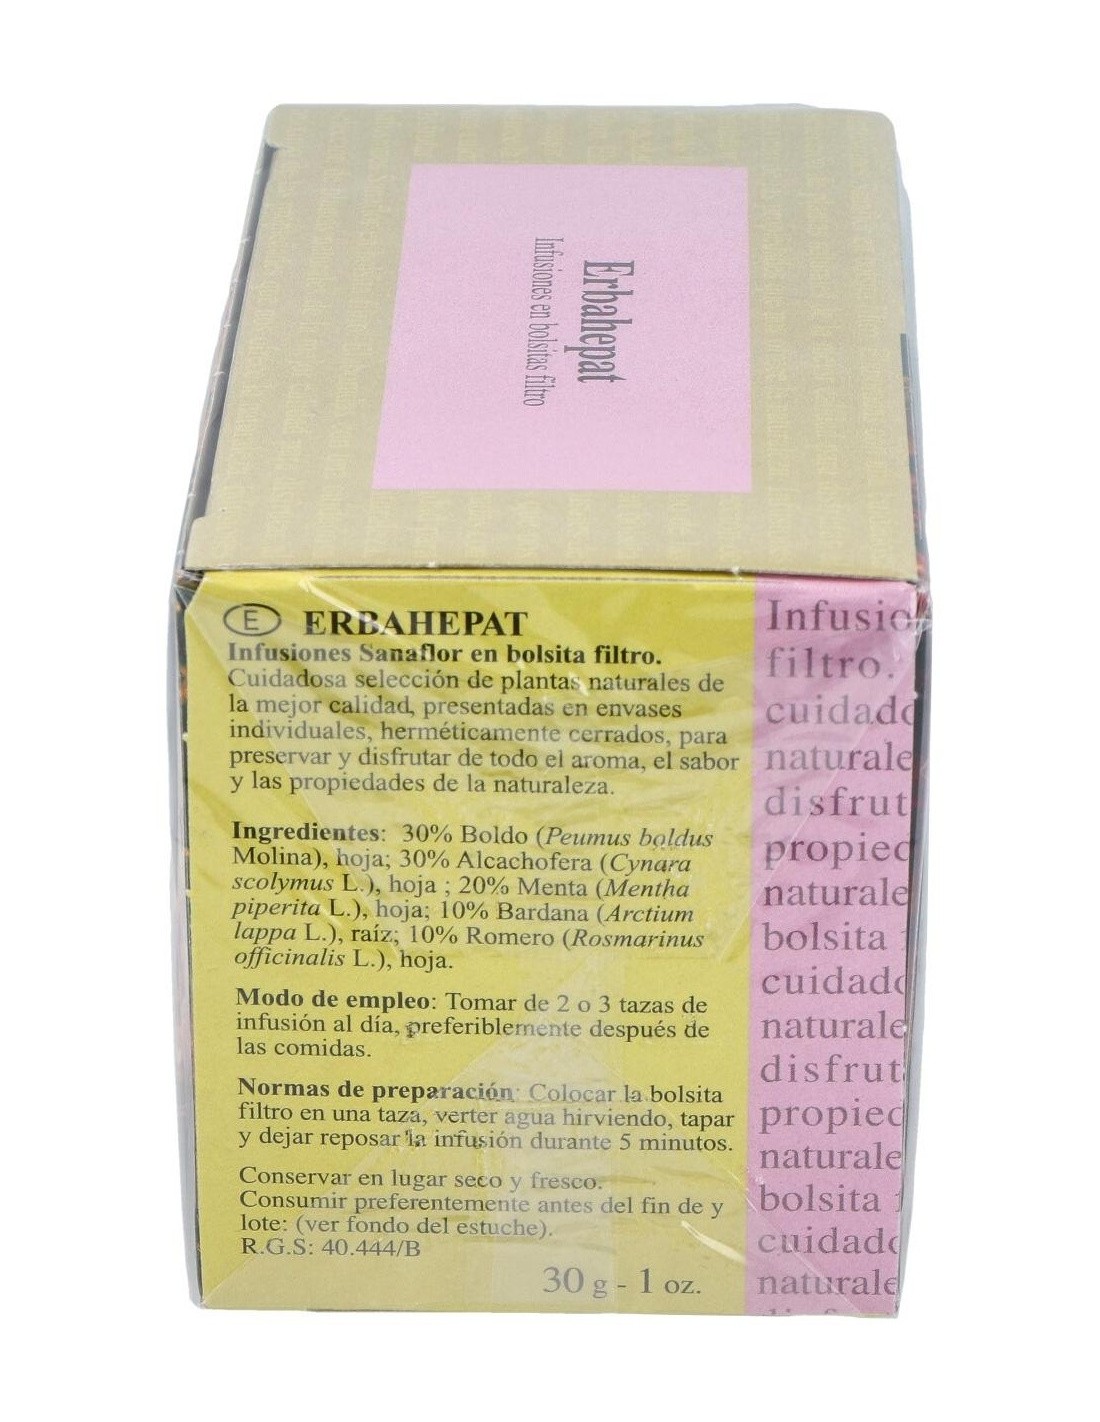 Erbahepat
Infusiones en bolsitas filtro
E ERBAHEPAT
Infusiones Sanaflor en bolsita filtro.
Cuidadosa selección de plantas naturales de
la mejor calidad, presentadas en envases
individuales, herméticamente cerrados, para
preservar y disfrutar de todo el aroma, el sabor
y las propiedades de la naturaleza.
Ingredientes: 30% Boldo (Peumus boldus
Molina), hoja; 30% Alcachofera (Cynara
scolymus L.), hoja ; 20% Menta (Mentha
piperita L.), hoja; 10% Bardana (Arctium
lappa L.), raíz; 10% Romero (Rosmarinus
officinalis L.), hoja.
Modo de empleo: Tomar de 2 o 3 tazas de
infusión al día, preferiblemente después de
las comidas.
Normas de preparación: Colocar la bolsita
filtro en una taza, verter agua hirviendo, tapar
y dejar reposar la infusión durante 5 minutos.
Conservar en lugar seco y fresco.
Consumir preferentemente antes del fin de y
lote: (ver fondo del estuche).
R.G.S: 40.444/B
30 g - 1 oz.
Infusio
filtro.
cuidado
naturale
disfrut
propied
naturale
bolsita
cuidado
naturale
disfrut
propied
naturale
bolsita
cuidado
naturale